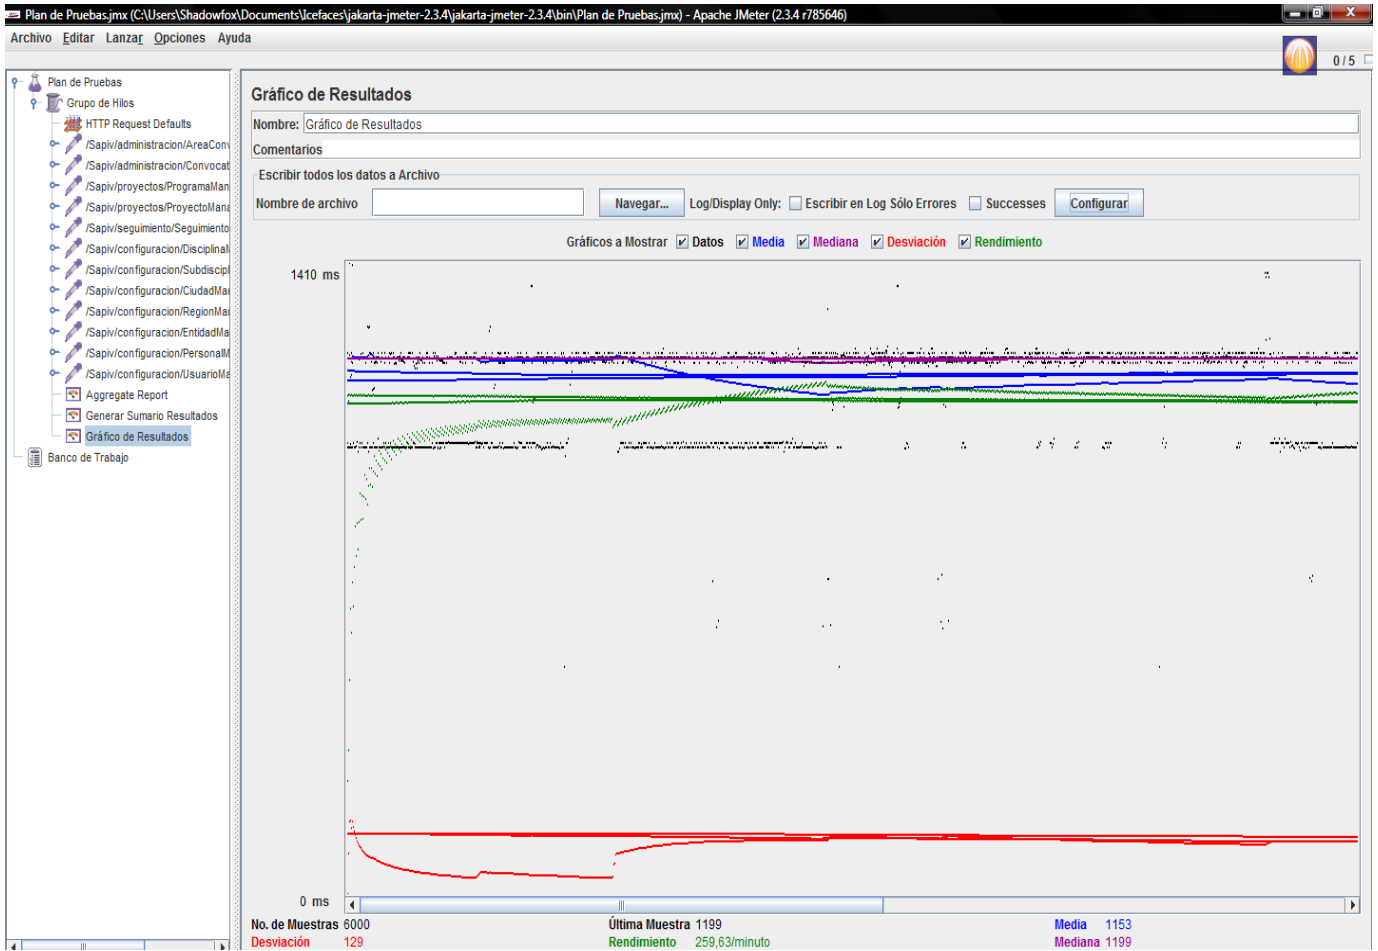 Plan de Pruebas.jmx (C:\Users\Shadowfox\Documents\Icefaces\jakarta-jmeter-2.3.4\jakarta-jmeter-2.3.4\bin\Plan de Pruebas.jmx) - Apache JMeter (2.3.4 r785646)
Archivo Editar Lanzar Opciones Ayuda
0 / 5
Plan de Pruebas
Grupo de Hilos
HTTP Request Defaults
/Sapiv/administracion/AreaConv
/Sapiv/administracion/Convocat
/Sapiv/proyectos/ProgramaMan
/Sapiv/proyectos/ProyectoMana
/Sapiv/seguimiento/Seguimiento
/Sapiv/configuracion/Disciplina
/Sapiv/configuracion/Subdiscipl
/Sapiv/configuracion/CiudadMa
/Sapiv/configuracion/RegionMa
/Sapiv/configuracion/EntidadMa
/Sapiv/configuracion/PersonalM
/Sapiv/configuracion/UsuarioMa
Aggregate Report
Generar Sumario Resultados
Gráfico de Resultados
Banco de Trabajo
Gráfico de Resultados
Nombre: Gráfico de Resultados
Comentarios
Escribir todos los datos a Archivo
Nombre de archivo Navegar... Log/Display Only: Escribir en Log Sólo Errores Successes Configurar
Gráficos a Mostrar Datos Media Mediana Desviación Rendimiento
1410 ms
0 ms
No. de Muestras 6000 Última Muestra 1199 Media 1153
Desviación 129 Rendimiento 259,63/minuto Mediana 1199